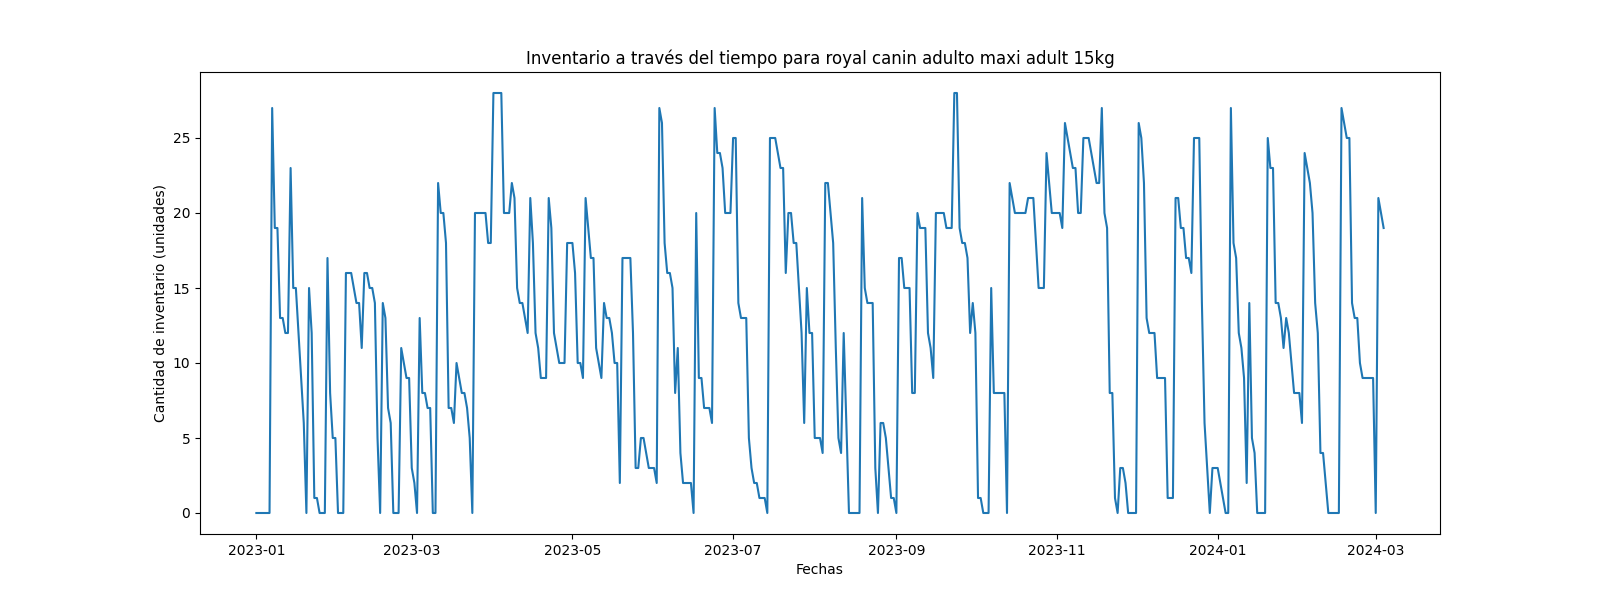 Inventario a través del tiempo para royal canin adulto maxi adult 15kg
Cantidad de inventario (unidades)
25
20
15
10
5
0
2023-01 2023-03 2023-05 2023-07 2023-09 2023-11 2024-01 2024-03
Fechas